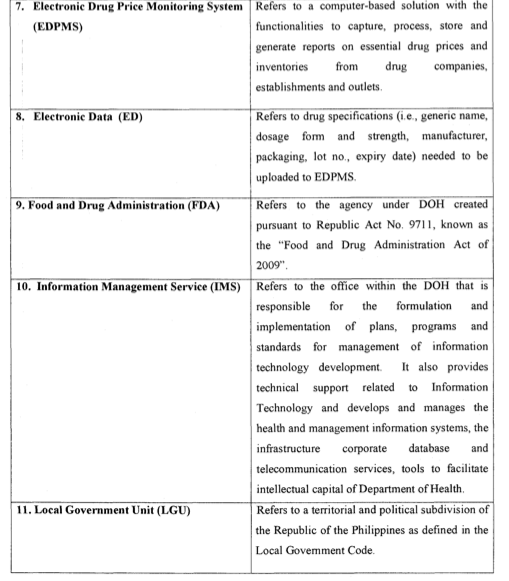 7. Electronic Drug Price Monitoring System
(EDPMS)
Refers to a computer-based solution with the
functionalities to capture, process, store and
generate reports on essential drug prices and
inventories from drug companies,
establishments and outlets.
8. Electronic Data (ED)
Refers to drug specifications (i.e., generic name,
dosage form and strength, manufacturer,
packaging, lot no., expiry date) needed to be
uploaded to EDPMS.
9. Food and Drug Administration (FDA)
Refers to the agency under DOH created
pursuant to Republic Act No. 9711, known as
the “Food and Drug Administration Act of
2009”.
10. Information Management Service (IMS)
Refers to the office within the DOH that is
responsible for the formulation and
implementation of plans, programs and
standards for management of information
technology development. It also provides
technical support related to Information
Technology and develops and manages the
health and management information systems, the
infrastructure corporate database and
telecommunication services, tools to facilitate
intellectual capital of Department of Health.
11. Local Government Unit (LGU)
Refers to a territorial and political subdivision of
the Republic of the Philippines as defined in the
Local Government Code.